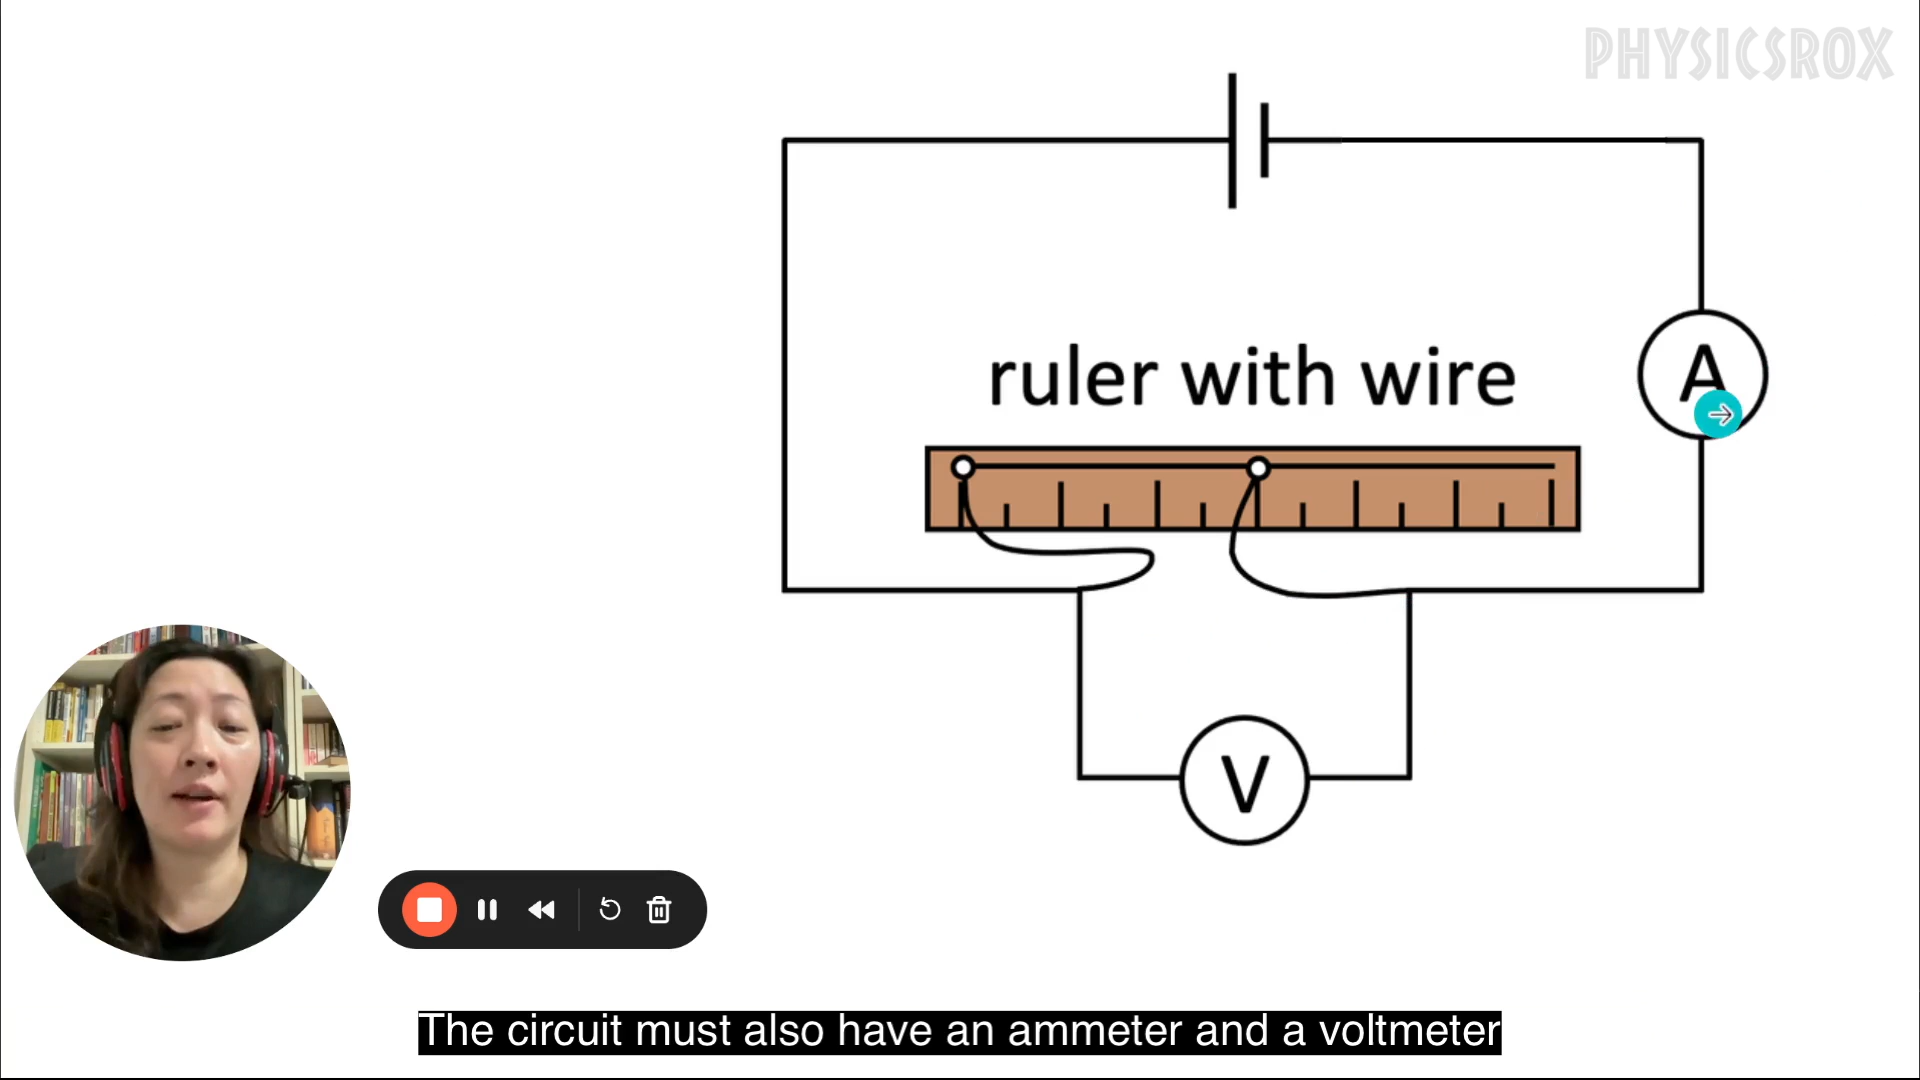 PHYSICSROX
ruler with wire
A
V
The circuit must also have an ammeter and a voltmeter